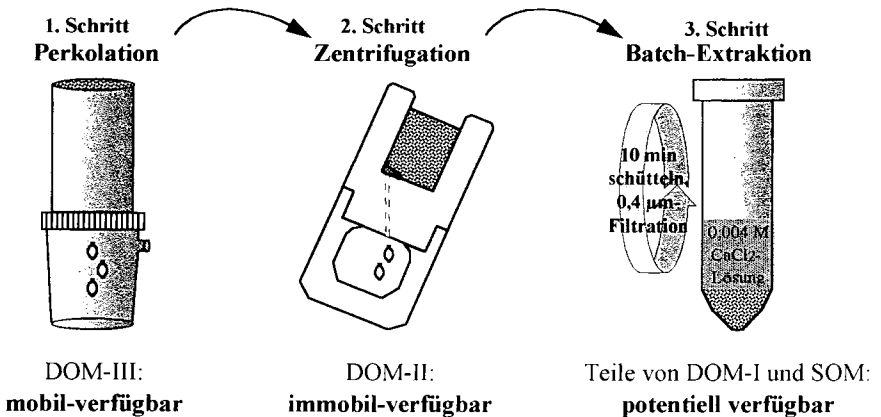 1. Schritt
Perkolation
2. Schritt
Zentrifugation
3. Schritt
Batch-Extraktion
10 min
schütteln,
0,4 µm-
Filtration
0,004 M
CaCl2-
Lösung
DOM-III:
mobil-verfügbar
DOM-II:
immobil-verfügbar
Teile von DOM-I und SOM:
potentiell verfügbar